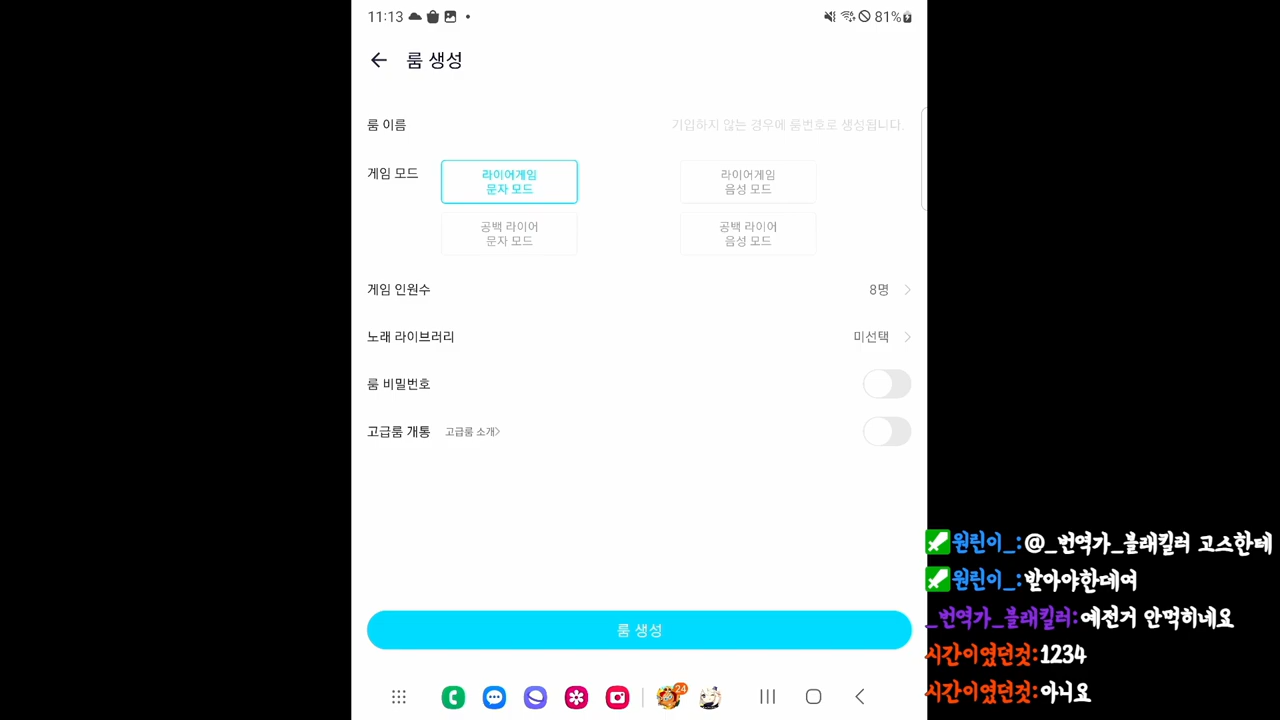 11:13
81%
룸 생성
룸 이름
가입하지 않는 경우에 룸번호로 생성됩니다.
게임 모드
라이어게임
문자 모드
라이어게임
음성 모드
공백 라이어
문자 모드
공백 라이어
음성 모드
게임 인원수
8명
노래 라이브러리
미선택
룸 비밀번호
고급룸 개통
고급룸 소개>
룸 생성
24
원린이_:@_번역가_블래킬러 고스한테
원린이_:받아야한데여
_번역가_블래킬러:예전거 안먹히네요
시간이였던것:1234
시간이였던것:아니요